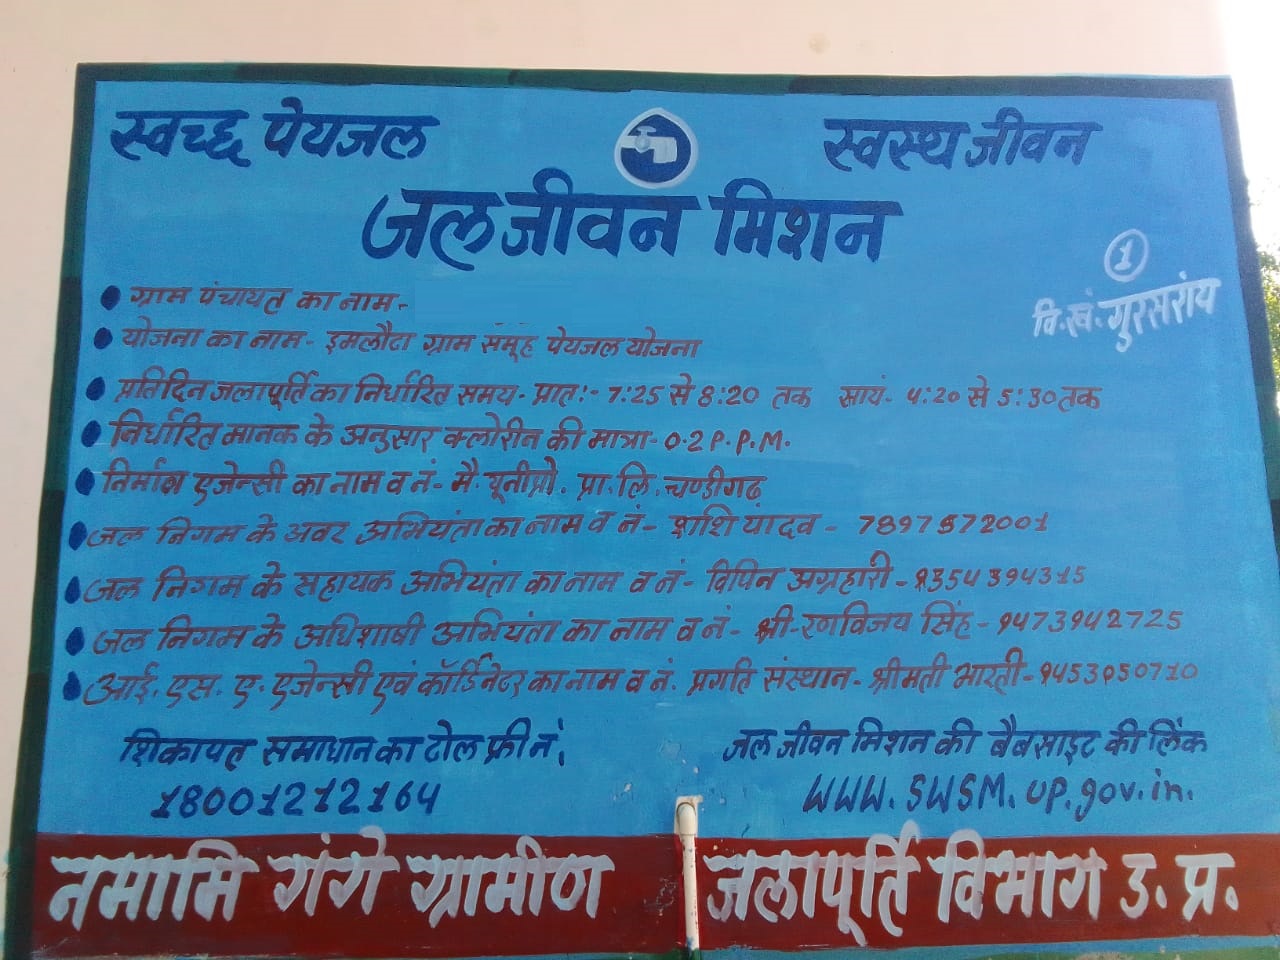 स्वच्छ पेयजल
स्वस्थ जीवन
जल जीवन मिशन
1
वि.खं. गुरसरांय
ग्राम पंचायत का नाम-
योजना का नाम- इमलौटा ग्राम संमूह पेयजल योजना
प्रतिदिन जलापूर्ति का निर्धारित समय- प्रातः- 7:25 से 8:20 तक सायं- 4:20 से 5:30 तक
निर्धारित मानक के अनुसार क्लोरीन की मात्रा- 0.2 P.P.M.
निर्माण एजेन्सी का नाम व नं- मै. यूनीप्रो. प्रा. लि. चण्डीगढ़
जल निगम के अवर अभियंता का नाम व नं- शशि यादव - 7897572001
जल निगम के सहायक अभियंता का नाम व नं- विपिन अग्रहारी - 9354394315
जल निगम के अधिशाषी अभियंता का नाम व नं- श्री-रणविजय सिंह - 9473942725
आई. एस. ए. एजेन्सी एवं कॉर्डिनेटर का नाम व नं. प्रगति संस्थान- श्रीमती भारती- 9453050710
शिकायत समाधान का टोल फ्री नं.
18001212164
जल जीवन मिशन की बैबसाइट की लिंक
WWW.SWSM.UP.gov.in.
नमामि गंगे ग्रामीण जलापूर्ति विभाग उ. प्र.